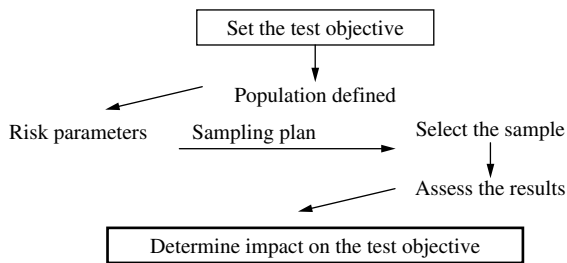 Set the test objective
Population defined
Risk parameters
Sampling plan
Select the sample
Assess the results
Determine impact on the test objective